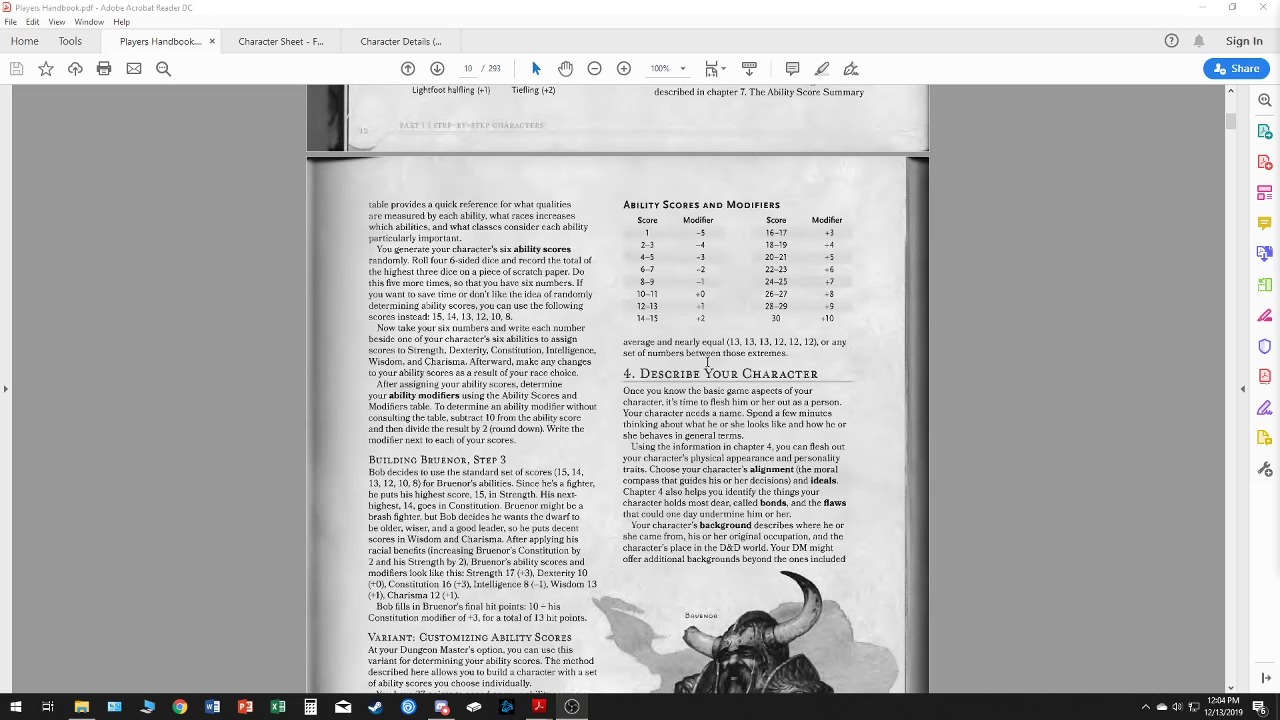 Players Handbook.pdf - Adobe Acrobat Reader DC
File Edit View Window Help
Home Tools Players Handbook.... × Character Sheet - F... Character Details (...
Sign In
10 / 293
100%
Share
Lightfoot halfling (+1) Tiefling (+2)
described in chapter 7. The Ability Score Summary
12 PART 1 | STEP-BY-STEP CHARACTERS
table provides a quick reference for what qualities
are measured by each ability, what races increases
which abilities, and what classes consider each ability
particularly important.
You generate your character's six ability scores
randomly. Roll four 6-sided dice and record the total of
the highest three dice on a piece of scratch paper. Do
this five more times, so that you have six numbers. If
you want to save time or don't like the idea of randomly
determining ability scores, you can use the following
scores instead: 15, 14, 13, 12, 10, 8.
Now take your six numbers and write each number
beside one of your character's six abilities to assign
scores to Strength, Dexterity, Constitution, Intelligence,
Wisdom, and Charisma. Afterward, make any changes
to your ability scores as a result of your race choice.
After assigning your ability scores, determine
your ability modifiers using the Ability Scores and
Modifiers table. To determine an ability modifier without
consulting the table, subtract 10 from the ability score
and then divide the result by 2 (round down). Write the
modifier next to each of your scores.
BUILDING BRUENOR, STEP 3
Bob decides to use the standard set of scores (15, 14,
13, 12, 10, 8) for Bruenor's abilities. Since he's a fighter,
he puts his highest score, 15, in Strength. His next-
highest, 14, goes in Constitution. Bruenor might be a
brash fighter, but Bob decides he wants the dwarf to
be older, wiser, and a good leader, so he puts decent
scores in Wisdom and Charisma. After applying his
racial benefits (increasing Bruenor's Constitution by
2 and his Strength by 2), Bruenor's ability scores and
modifiers look like this: Strength 17 (+3), Dexterity 10
(+0), Constitution 16 (+3), Intelligence 8 (−1), Wisdom 13
(+1), Charisma 12 (+1).
Bob fills in Bruenor's final hit points: 10 + his
Constitution modifier of +3, for a total of 13 hit points.
VARIANT: CUSTOMIZING ABILITY SCORES
At your Dungeon Master's option, you can use this
variant for determining your ability scores. The method
described here allows you to build a character with a set
of ability scores you choose individually.
ABILITY SCORES AND MODIFIERS
Score Modifier Score Modifier
1 −5 16–17 +3
2–3 −4 18–19 +4
4–5 −3 20–21 +5
6–7 −2 22–23 +6
8–9 −1 24–25 +7
10–11 +0 26–27 +8
12–13 +1 28–29 +9
14–15 +2 30 +10
average and nearly equal (13, 13, 13, 12, 12, 12), or any
set of numbers between those extremes.
4. DESCRIBE YOUR CHARACTER
Once you know the basic game aspects of your
character, it's time to flesh him or her out as a person.
Your character needs a name. Spend a few minutes
thinking about what he or she looks like and how he or
she behaves in general terms.
Using the information in chapter 4, you can flesh out
your character's physical appearance and personality
traits. Choose your character's alignment (the moral
compass that guides his or her decisions) and ideals.
Chapter 4 also helps you identify the things your
character holds most dear, called bonds, and the flaws
that could one day undermine him or her.
Your character's background describes where he or
she came from, his or her original occupation, and the
character's place in the D&D world. Your DM might
offer additional backgrounds beyond the ones included
BRUENOR
12:04 PM
12/13/2019